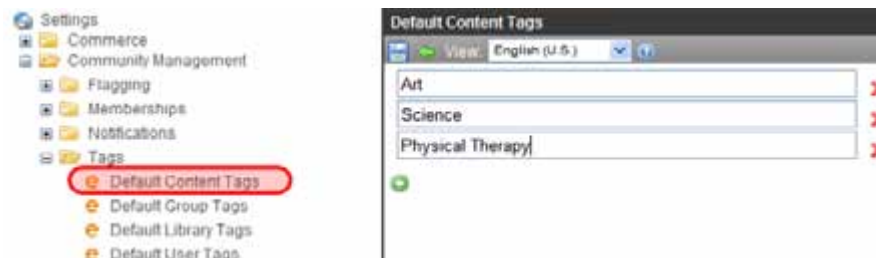 Settings
Commerce
Community Management
Flagging
Memberships
Notifications
Tags
Default Content Tags
Default Group Tags
Default Library Tags
Default User Tags
Default Content Tags
View: English (U.S.)
Art
Science
Physical Therapy